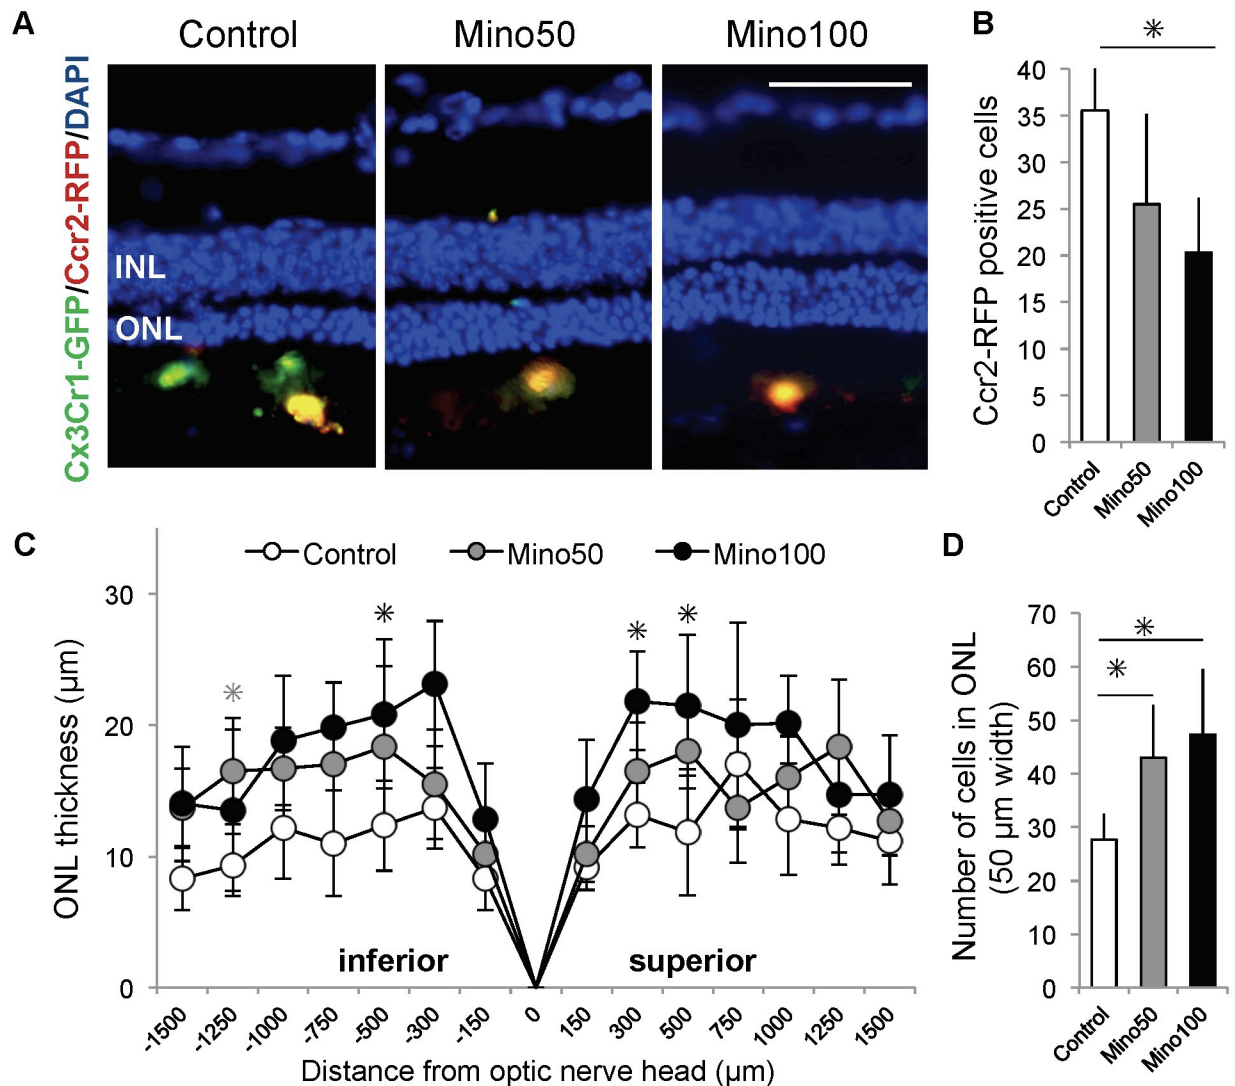 A
Control
Mino50
Mino100
Cx3Cr1-GFP/Ccr2-RFP/DAPI
INL
ONL
B
✳
Ccr2-RFP positive cells
40
35
30
25
20
15
10
5
0
Control
Mino50
Mino100
C
Control
Mino50
Mino100
ONL thickness (µm)
30
20
10
0
✳
✳
✳
✳
inferior
superior
-1500
-1250
-1000
-750
-500
-300
-150
0
150
300
500
750
1000
1250
1500
Distance from optic nerve head (µm)
D
✳
✳
Number of cells in ONL
(50 µm width)
70
60
50
40
30
20
10
0
Control
Mino50
Mino100